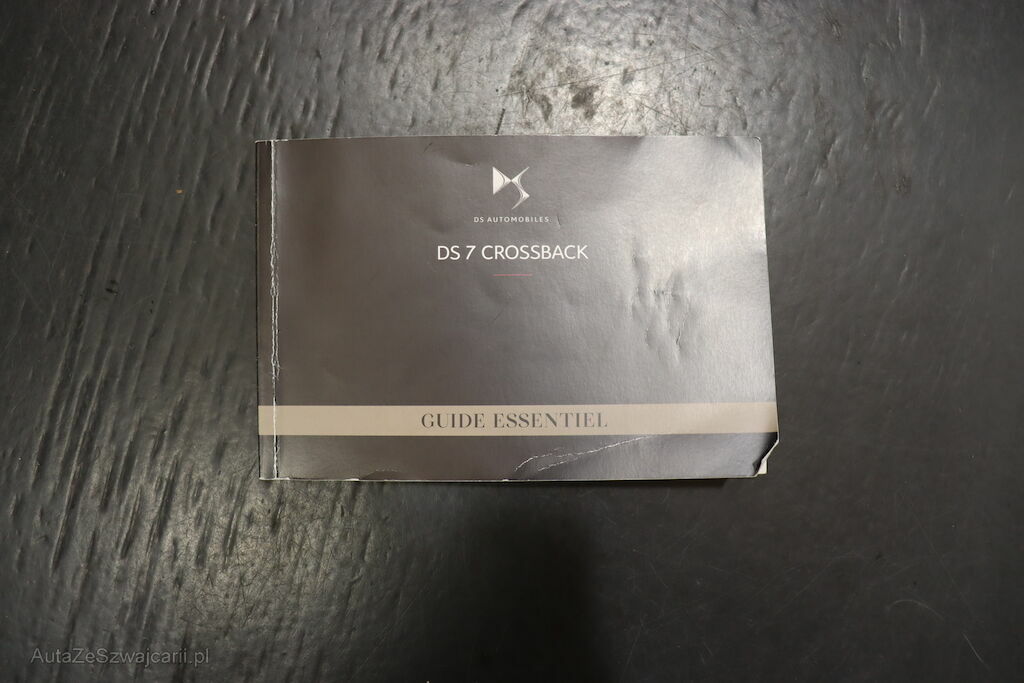 DS AUTOMOBILES
DS 7 CROSSBACK
GUIDE ESSENTIEL
AutaZeSzwajcarii.pl